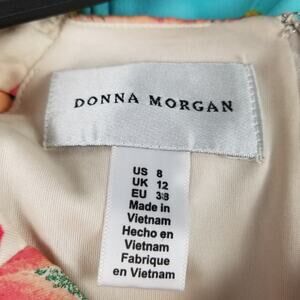 DONNA MORGAN
US 8
UK 12
EU 38
Made in
Vietnam
Hecho en
Vietnam
Fabrique
en Vietnam